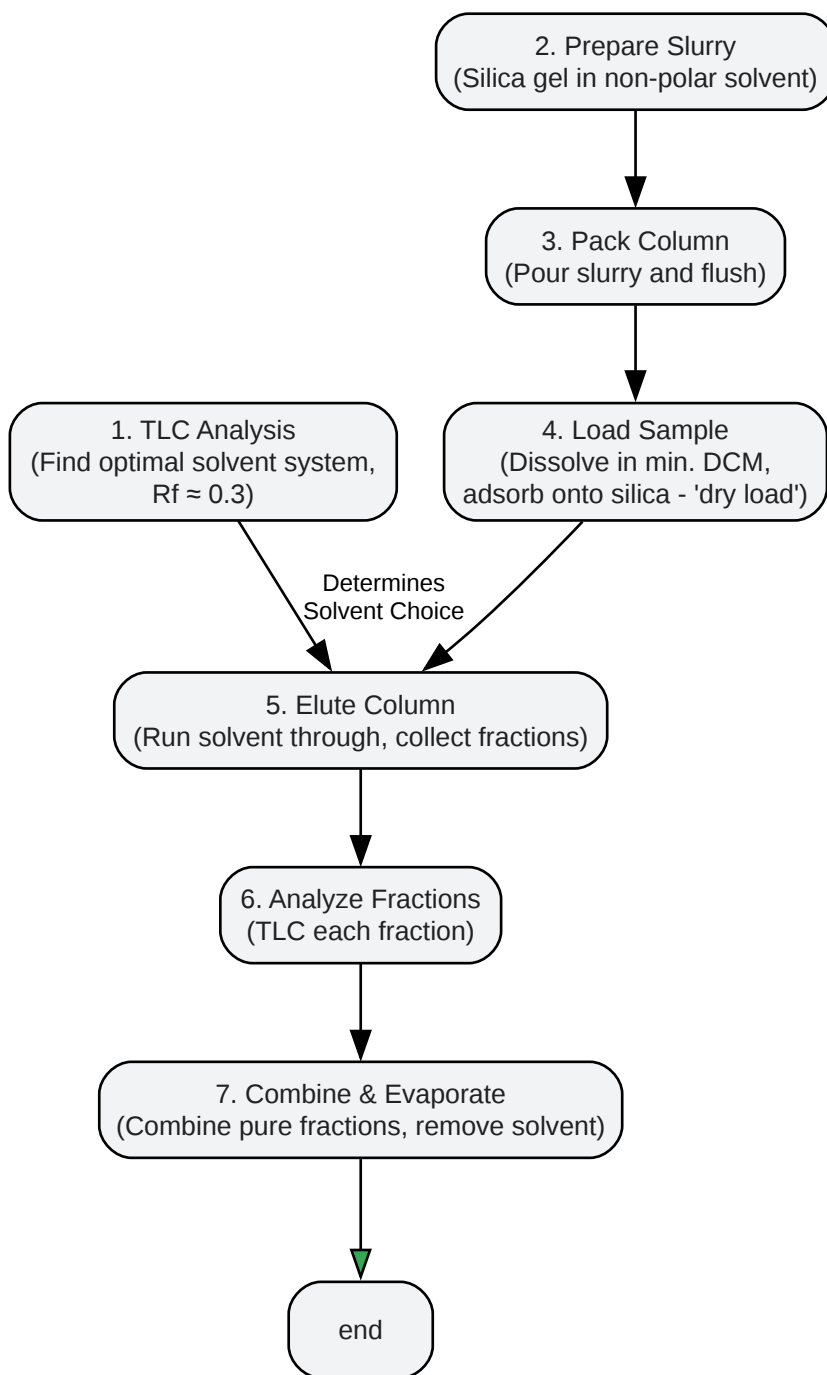 2. Prepare Slurry
(Silica gel in non-polar solvent)
3. Pack Column
(Pour slurry and flush)
1. TLC Analysis
(Find optimal solvent system,
Rf ≈ 0.3)
4. Load Sample
(Dissolve in min. DCM,
adsorb onto silica - 'dry load')
Determines
Solvent Choice
5. Elute Column
(Run solvent through, collect fractions)
6. Analyze Fractions
(TLC each fraction)
7. Combine & Evaporate
(Combine pure fractions, remove solvent)
end